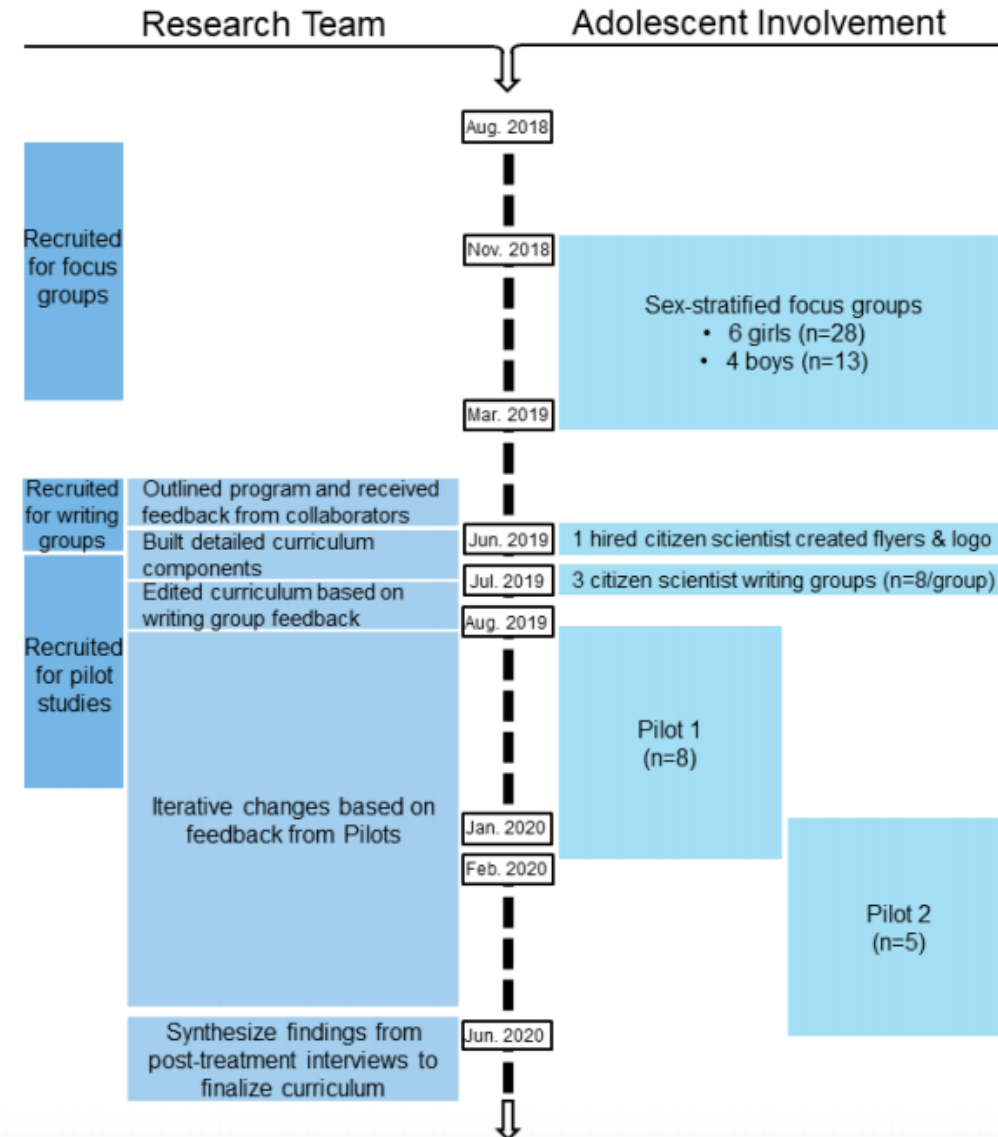 Research Team
Adolescent Involvement
Aug. 2018
Recruited
for focus
groups
Nov. 2018
Sex-stratified focus groups
• 6 girls (n=28)
• 4 boys (n=13)
Mar. 2019
Recruited
for writing
groups
Outlined program and received
feedback from collaborators
Built detailed curriculum
components
Jun. 2019
1 hired citizen scientist created flyers & logo
Jul. 2019
3 citizen scientist writing groups (n=8/group)
Edited curriculum based on
writing group feedback
Aug. 2019
Recruited
for pilot
studies
Pilot 1
(n=8)
Iterative changes based on
feedback from Pilots
Jan. 2020
Feb. 2020
Pilot 2
(n=5)
Synthesize findings from
post-treatment interviews to
finalize curriculum
Jun. 2020